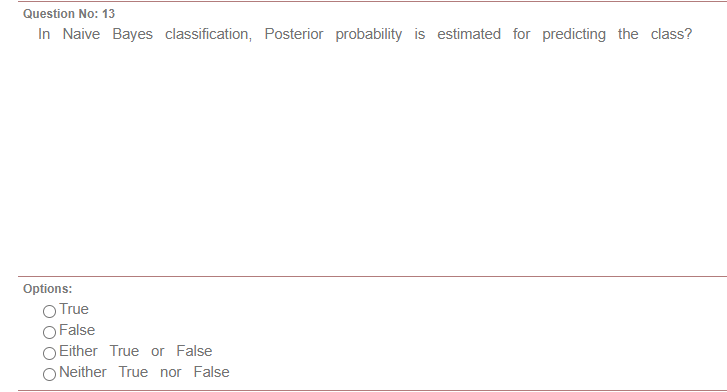 Question No: 13
In Naive Bayes classification, Posterior probability is estimated for predicting the class?
Options:
True
False
Either True or False
Neither True nor False